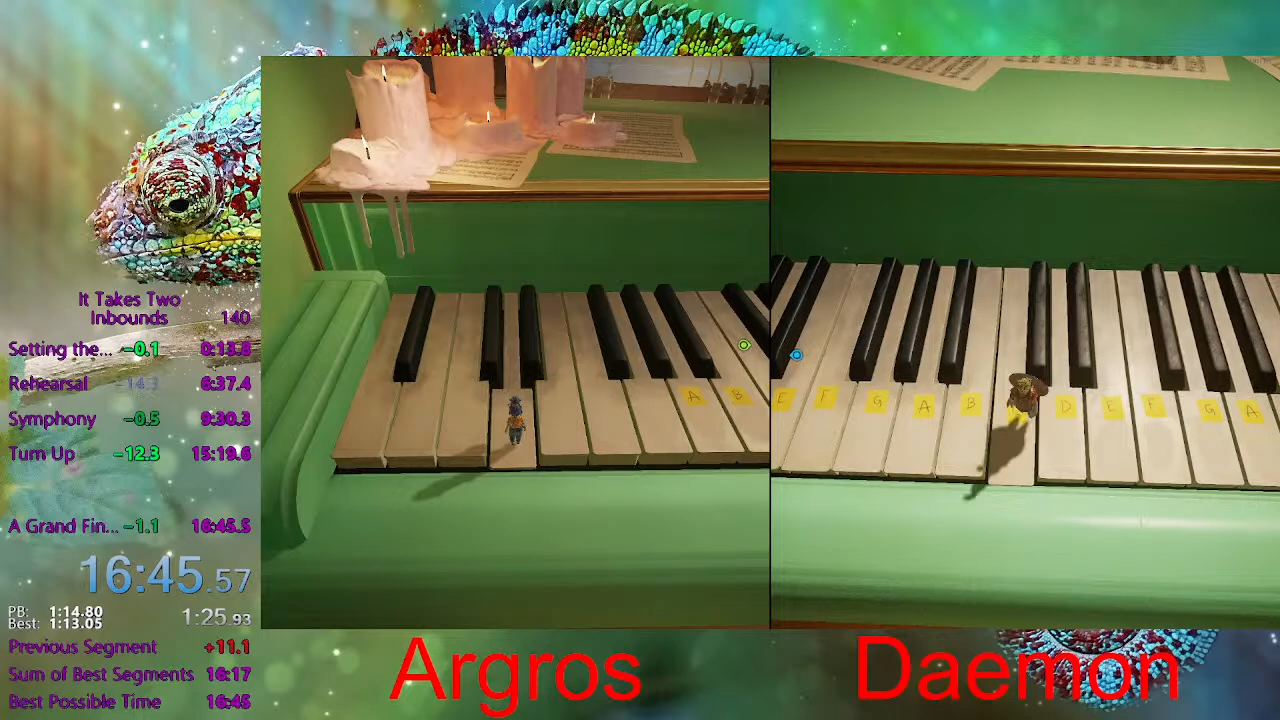 It Takes Two
Inbounds 140
Setting the... −0.1 0:13.8
Rehearsal −14.3 6:37.4
Symphony −0.5 9:30.3
Turn Up −12.3 15:19.6
A Grand Fin... −1.1 16:45.5
16:45.57
PB: 1:14.80
Best: 1:13.05
1:25.93
Previous Segment +11.1
Sum of Best Segments 16:17
Best Possible Time 16:45
A B
E F G A B D E F G A
Argros Daemon